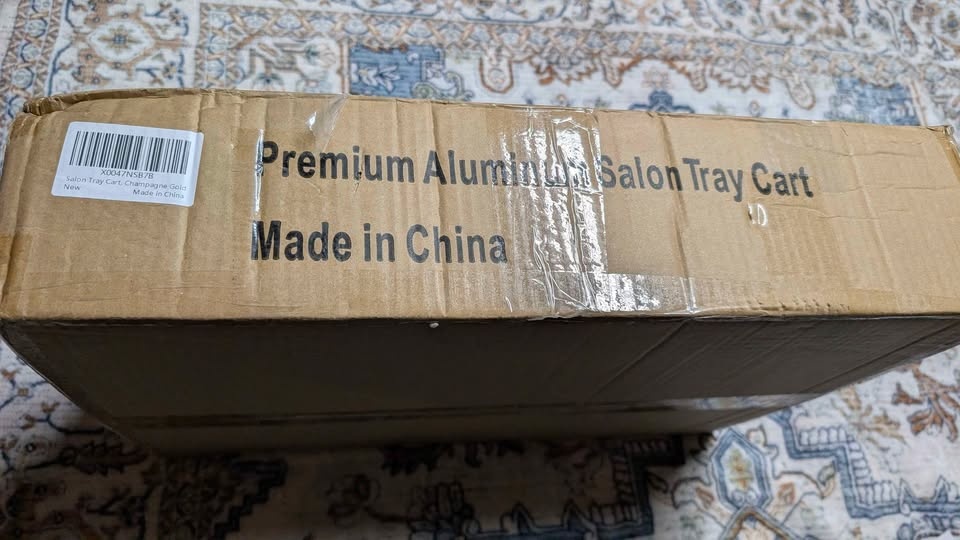 X0047NSB7B
Salon Tray Cart, Champagne Gold
New
Made in China
Premium Aluminum Salon Tray Cart
Made in China